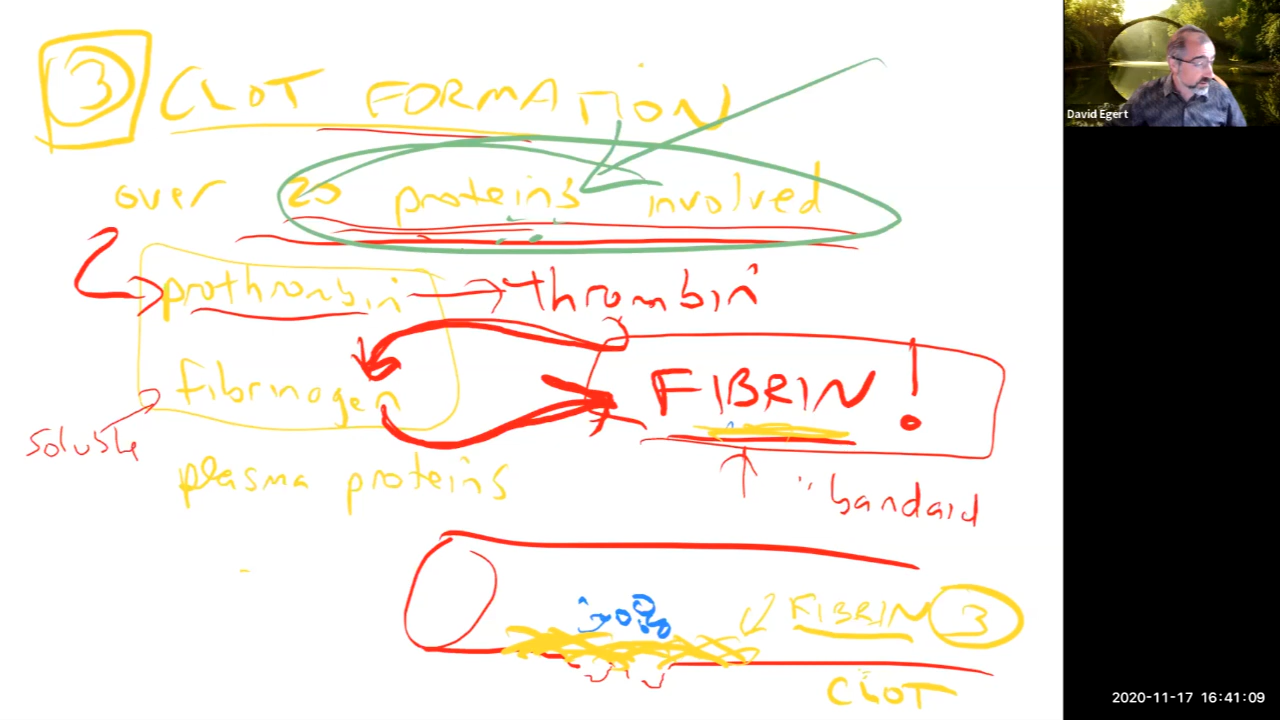 3 CLOT FORMATION
over 20 proteins involved
prothrombin → thrombin
fibrinogen FIBRIN!
soluble
plasma proteins
"bandaid
FIBRIN 3
CLOT
David Egert
2020-11-17 16:41:09